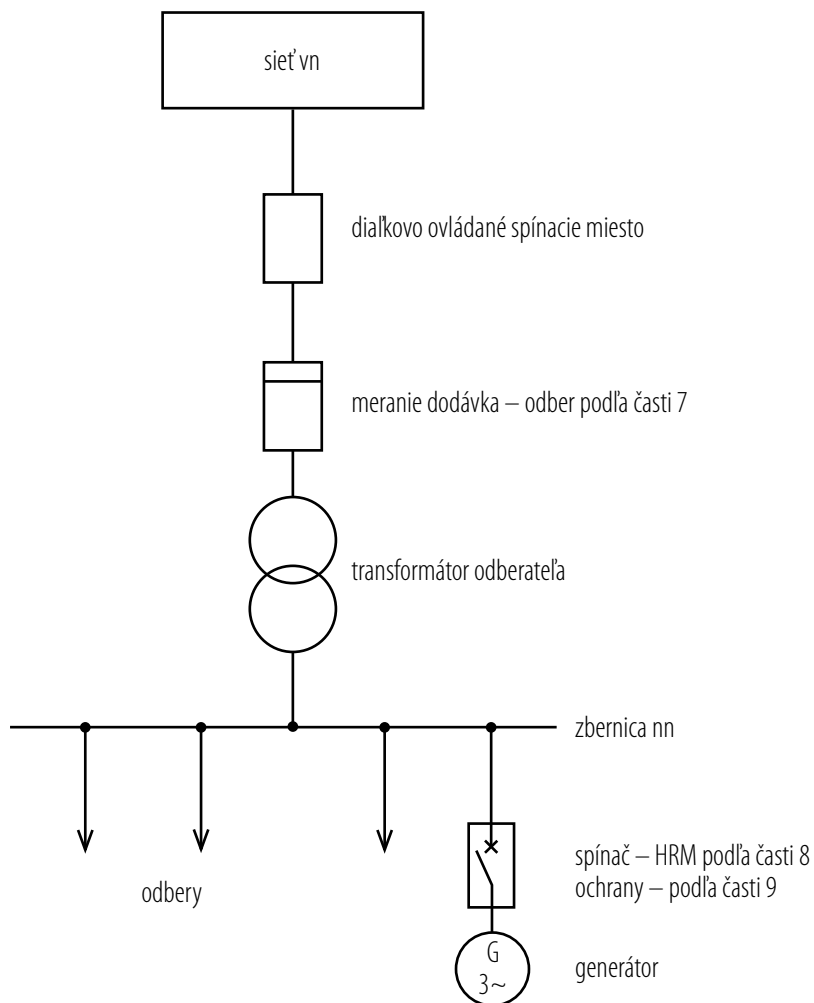 sieť vn
diaľkovo ovládané spínacie miesto
meranie dodávka – odber podľa časti 7
transformátor odberateľa
zbernica nn
spínač – HRM podľa časti 8
ochrany – podľa časti 9
odbery
G
3~
generátor